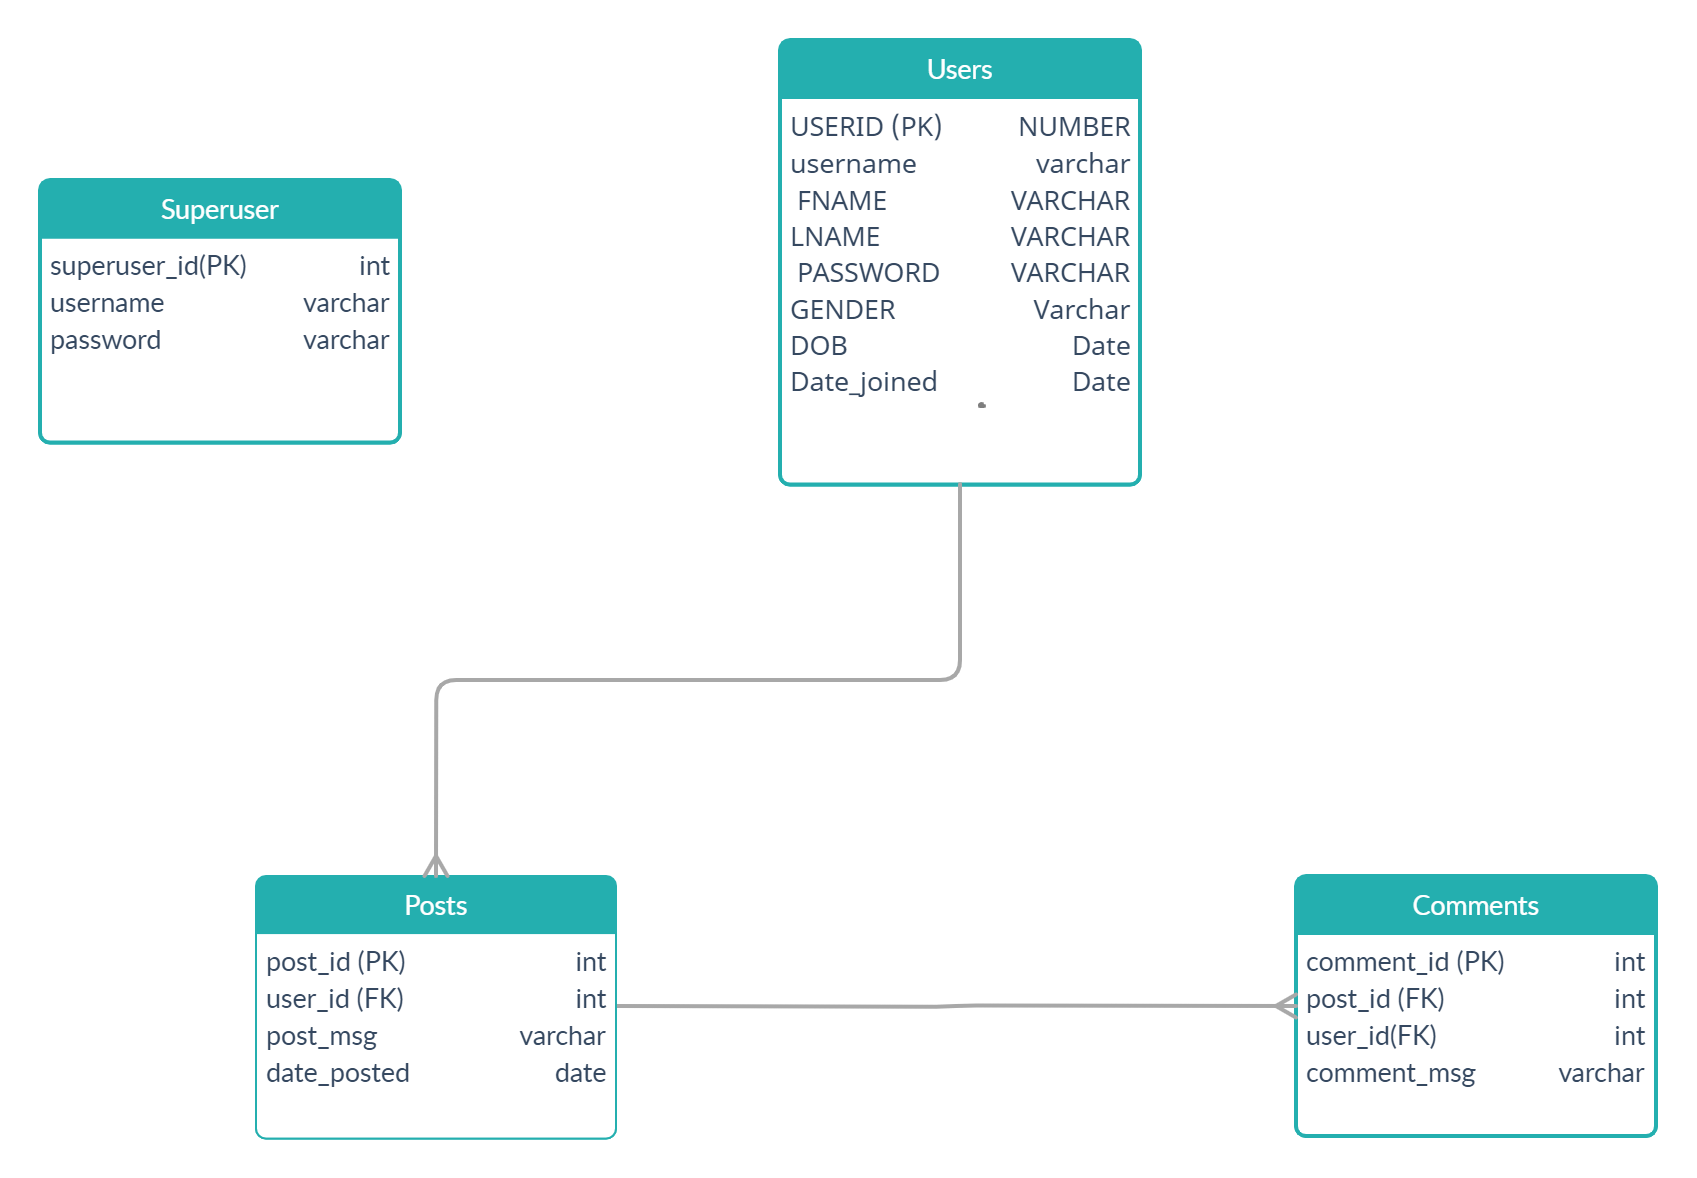 Users
USERID (PK) NUMBER
username varchar
FNAME VARCHAR
LNAME VARCHAR
PASSWORD VARCHAR
GENDER Varchar
DOB Date
Date_joined Date
Superuser
superuser_id(PK) int
username varchar
password varchar
Posts
post_id (PK) int
user_id (FK) int
post_msg varchar
date_posted date
Comments
comment_id (PK) int
post_id (FK) int
user_id(FK) int
comment_msg varchar